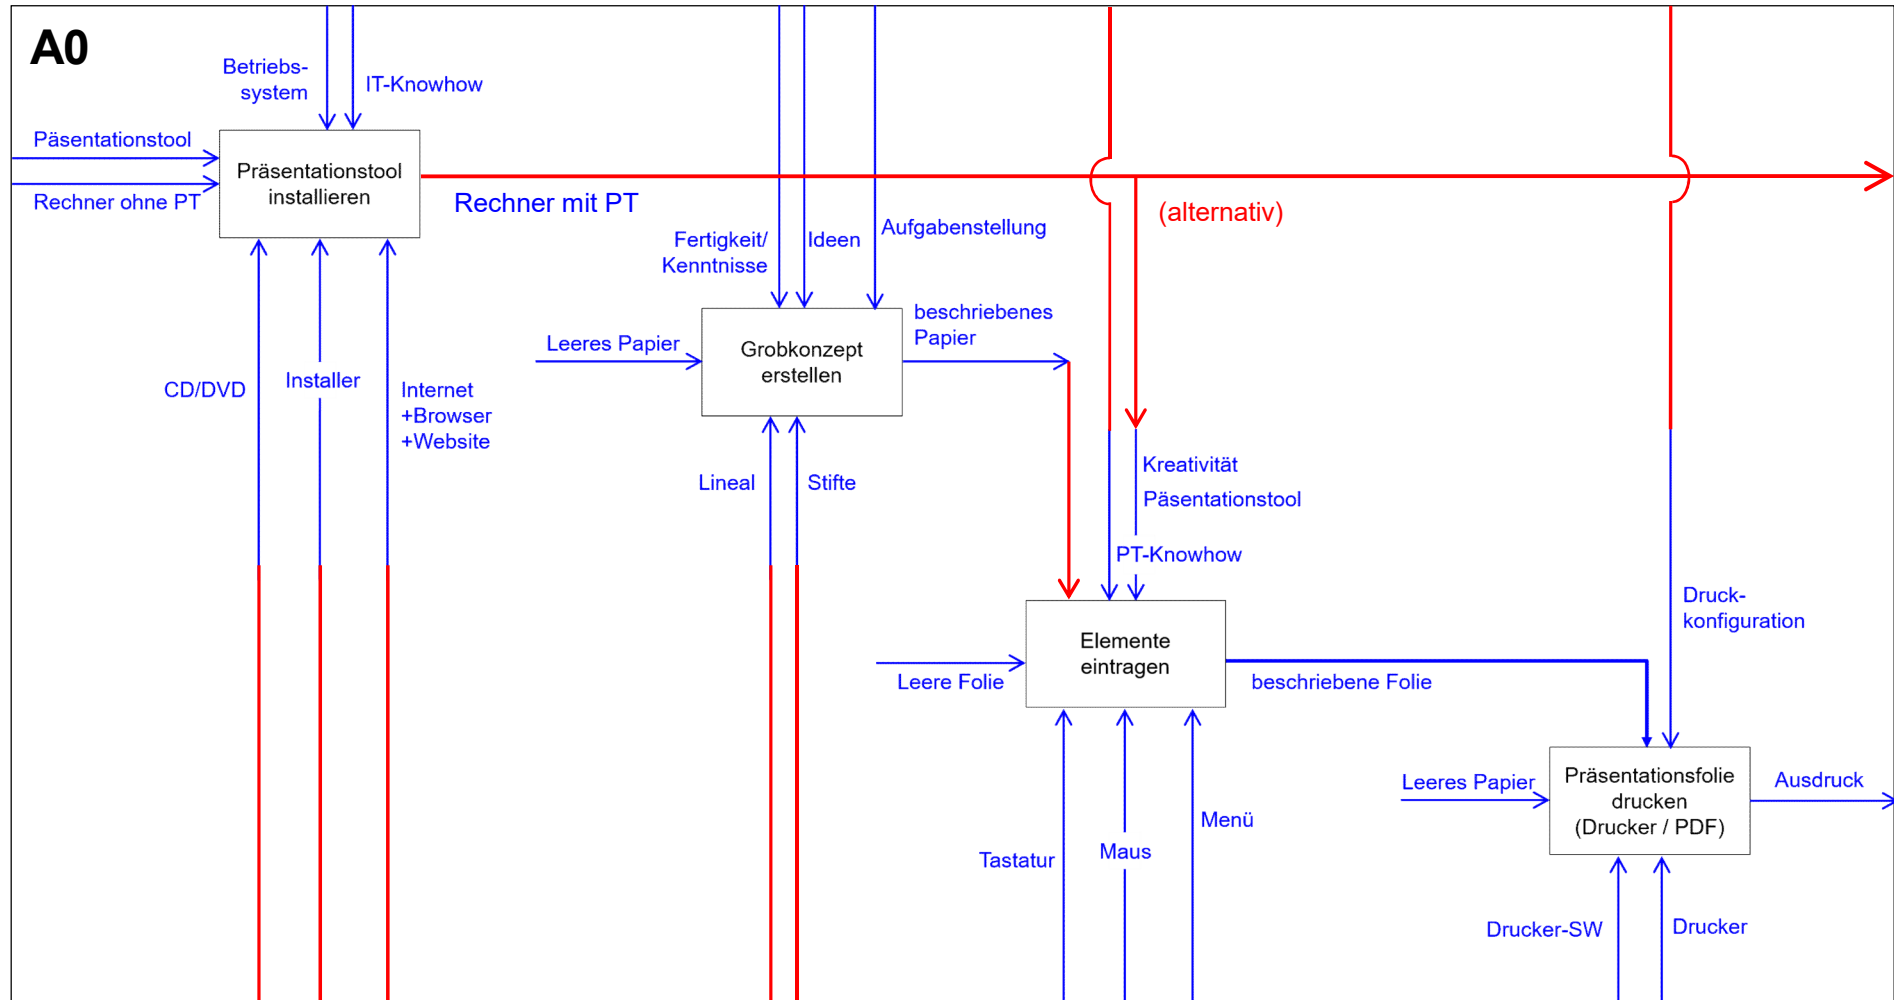 A0
Betriebs-
system
IT-Knowhow
Päsentationstool
Rechner ohne PT
Präsentationstool
installieren
Rechner mit PT
(alternativ)
CD/DVD
Installer
Internet
+Browser
+Website
Fertigkeit/
Kenntnisse
Ideen
Aufgabenstellung
Leeres Papier
Grobkonzept
erstellen
beschriebenes
Papier
Lineal
Stifte
Kreativität
Päsentationstool
PT-Knowhow
Leere Folie
Elemente
eintragen
beschriebene Folie
Tastatur
Maus
Menü
Druck-
konfiguration
Leeres Papier
Präsentationsfolie
drucken
(Drucker / PDF)
Ausdruck
Drucker-SW
Drucker